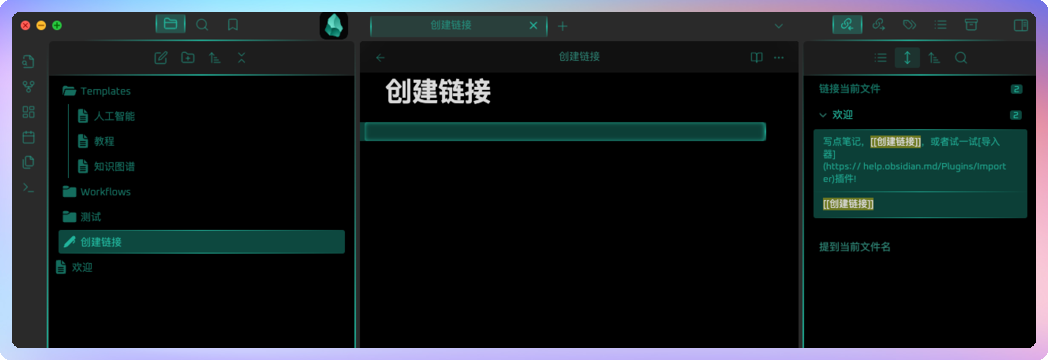 创建链接
Templates
人工智能
教程
知识图谱
Workflows
测试
创建链接
欢迎
创建链接
创建链接
链接当前文件 2
欢迎 2
写点笔记，[[创建链接]]，或者试一试[导入
器]
(https:// help.obsidian.md/Plugins/Import
er)插件!
[[创建链接]]
提到当前文件名